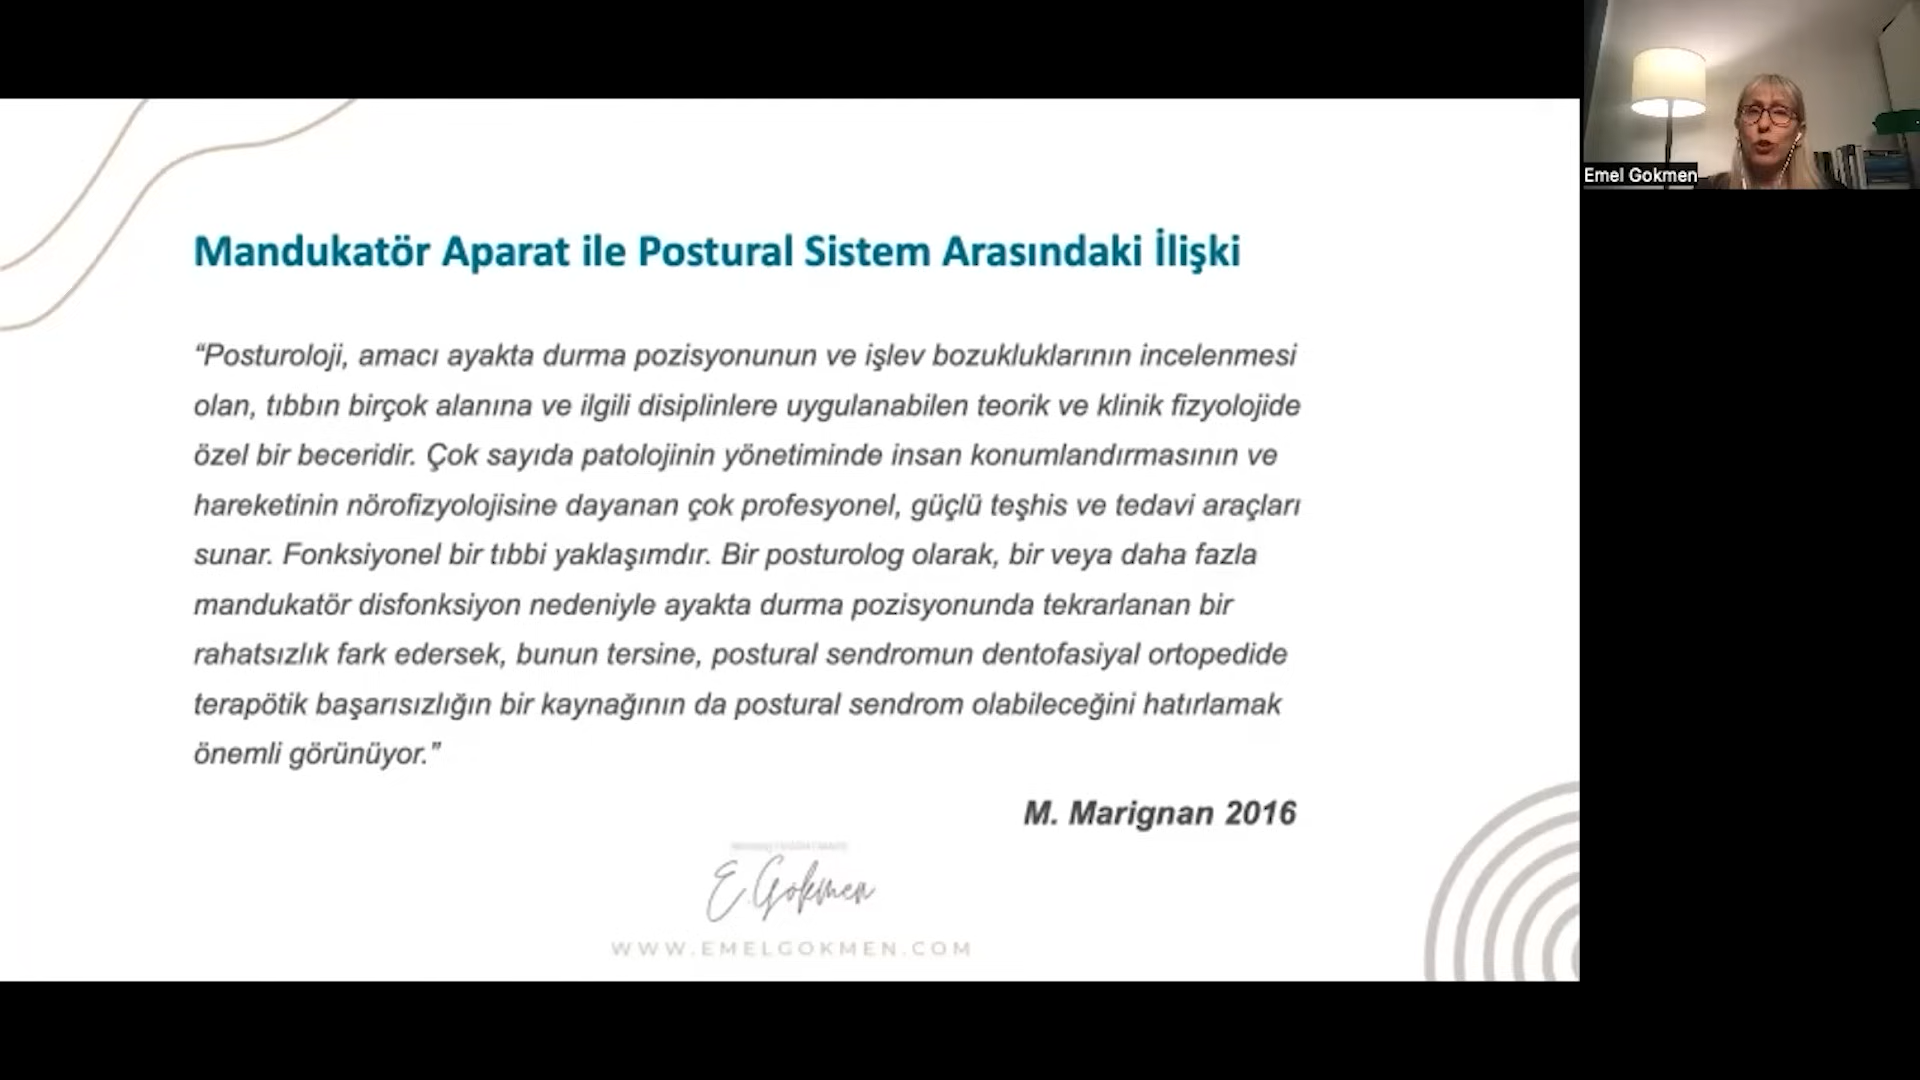 Emel Gokmen
Mandukatör Aparat ile Postural Sistem Arasındaki İlişki
“Posturoloji, amacı ayakta durma pozisyonunun ve işlev bozukluklarının incelenmesi
olan, tıbbın birçok alanına ve ilgili disiplinlere uygulanabilen teorik ve klinik fizyolojide
özel bir beceridir. Çok sayıda patolojinin yönetiminde insan konumlandırmasının ve
hareketinin nörofizyolojisine dayanan çok profesyonel, güçlü teşhis ve tedavi araçları
sunar. Fonksiyonel bir tıbbi yaklaşımdır. Bir posturolog olarak, bir veya daha fazla
mandukatör disfonksiyon nedeniyle ayakta durma pozisyonunda tekrarlanan bir
rahatsızlık fark edersek, bunun tersine, postural sendromun dentofasiyal ortopedide
terapötik başarısızlığın bir kaynağının da postural sendrom olabileceğini hatırlamak
önemli görünüyor.”
M. Marignan 2016
E.Gökmen
WWW.EMELGOKMEN.COM